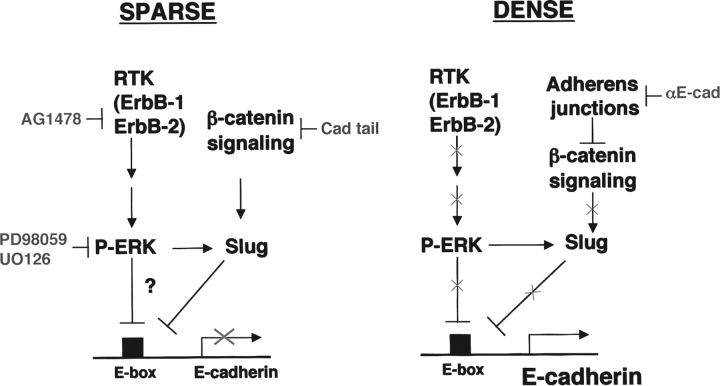 SPARSE
RTK
(ErbB-1
ErbB-2)
AG1478
β-catenin
signaling
Cad tail
PD98059
UO126
P-ERK
Slug
?
E-box
E-cadherin
DENSE
RTK
(ErbB-1
ErbB-2)
Adherens
junctions
αE-cad
β-catenin
signaling
P-ERK
Slug
E-box
E-cadherin